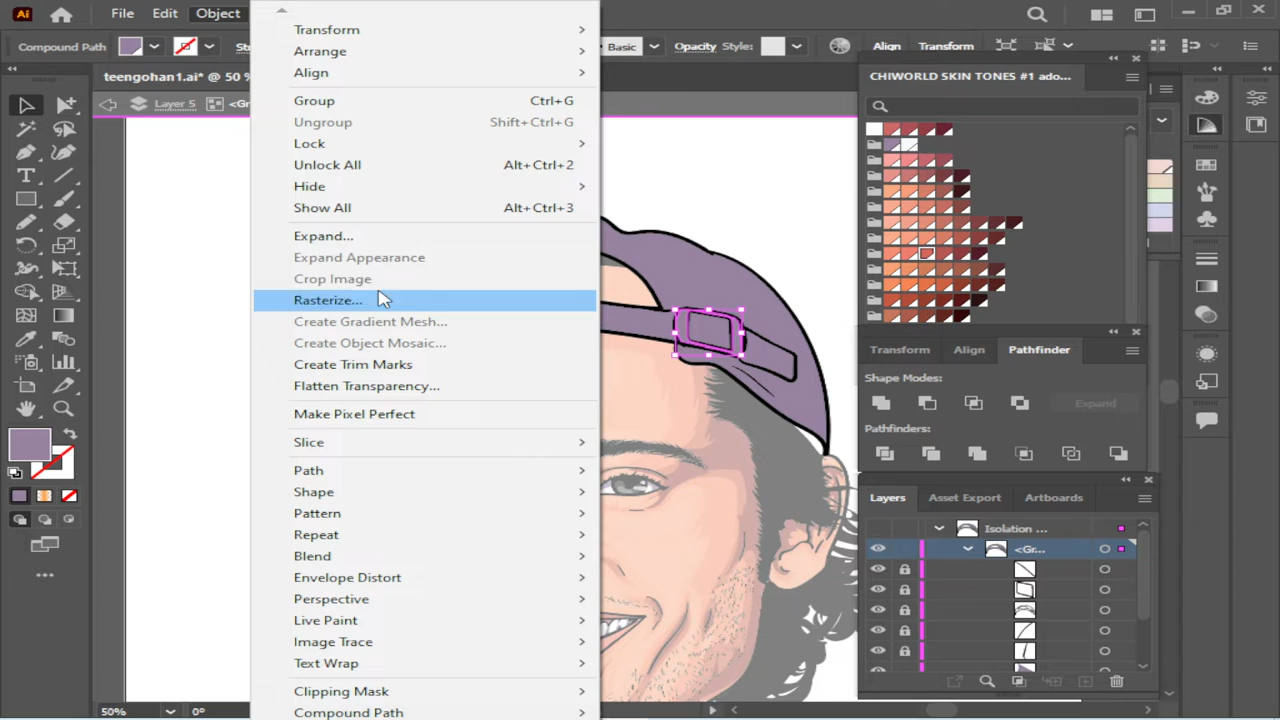 Ai File Edit Object
Compound Path St Basic Opacity Style: Align Transform
teengohan1.ai* @ 50 %
Layer 5 <Gr
Transform
Arrange
Align
Group Ctrl+G
Ungroup Shift+Ctrl+G
Lock
Unlock All Alt+Ctrl+2
Hide
Show All Alt+Ctrl+3
Expand...
Expand Appearance
Crop Image
Rasterize...
Create Gradient Mesh...
Create Object Mosaic...
Create Trim Marks
Flatten Transparency...
Make Pixel Perfect
Slice
Path
Shape
Pattern
Repeat
Blend
Envelope Distort
Perspective
Live Paint
Image Trace
Text Wrap
Clipping Mask
Compound Path
CHIWORLD SKIN TONES #1 ado...
Transform Align Pathfinder
Shape Modes:
Expand
Pathfinders:
Layers Asset Export Artboards
Isolation ...
<Gr...
50% 0°